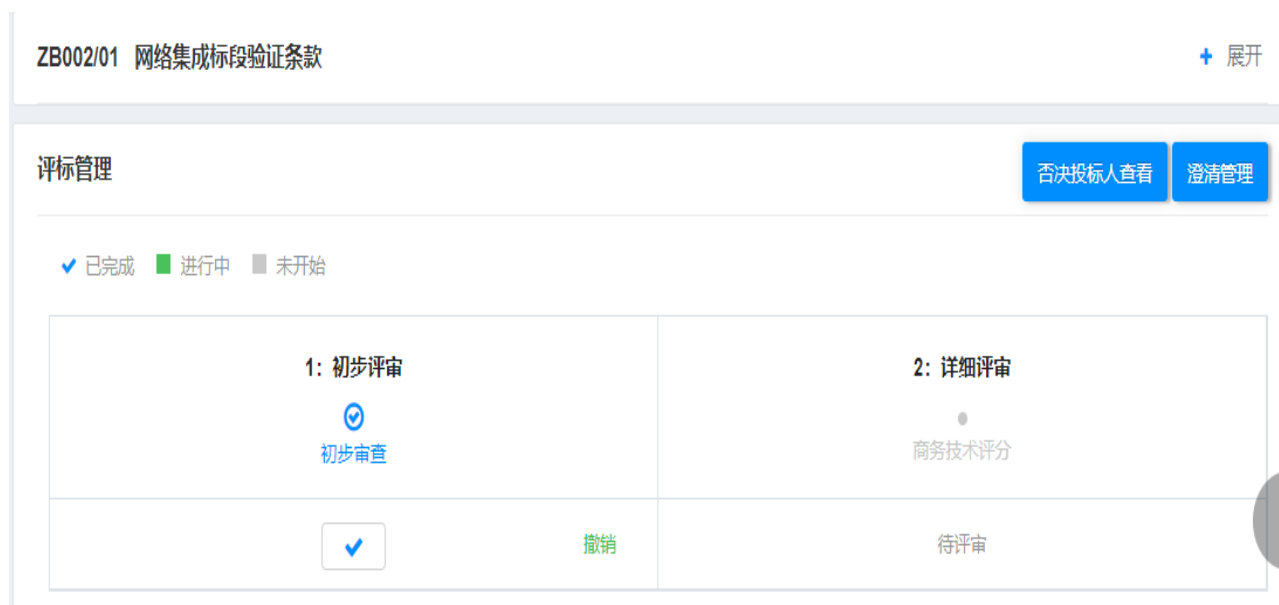 ZB002/01 网络集成标段验证条款
+ 展开
评标管理
否决投标人查看 澄清管理
已完成 进行中 未开始
1: 初步评审 2: 详细评审
初步审查 商务技术评分
撤销 待评审